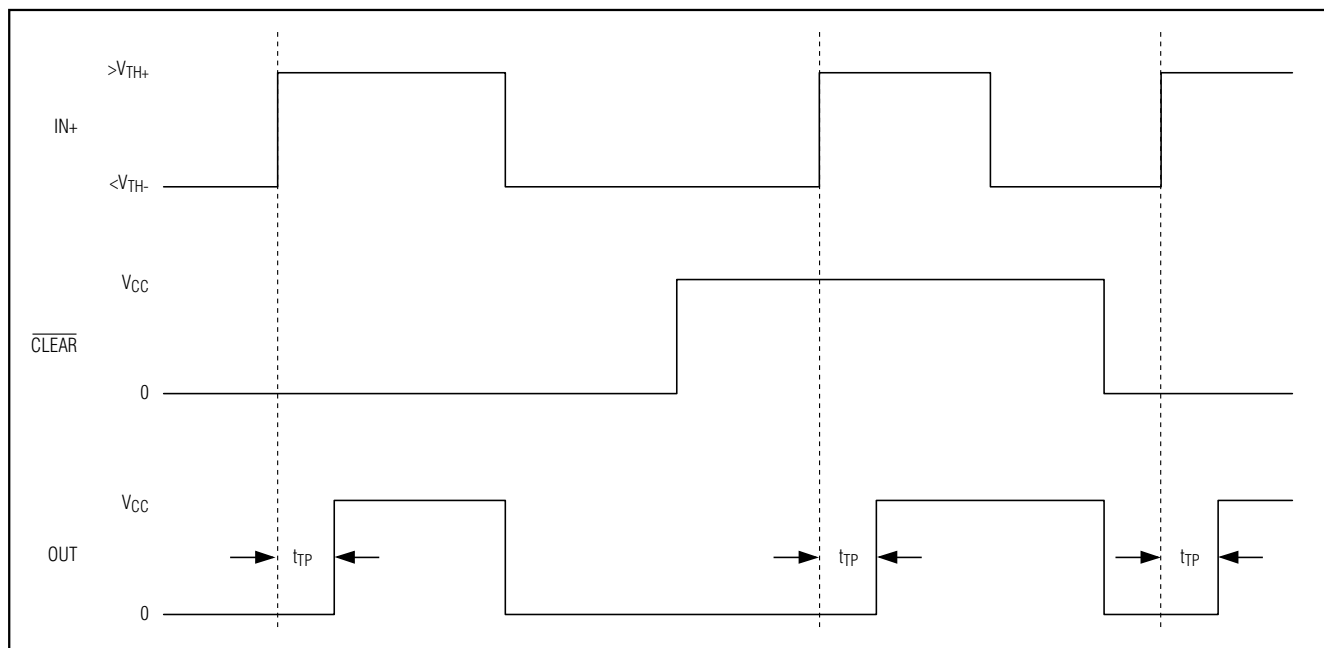 >VTH+
IN+
<VTH-
VCC
CLEAR
0
VCC
OUT
tTP
tTP
tTP
0